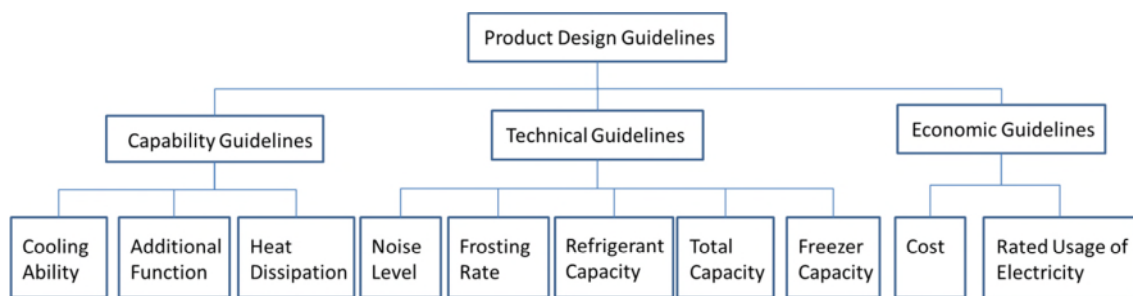 Product Design Guidelines
Capability Guidelines
Technical Guidelines
Economic Guidelines
Cooling
Ability
Additional
Function
Heat
Dissipation
Noise
Level
Frosting
Rate
Refrigerant
Capacity
Total
Capacity
Freezer
Capacity
Cost
Rated Usage of
Electricity